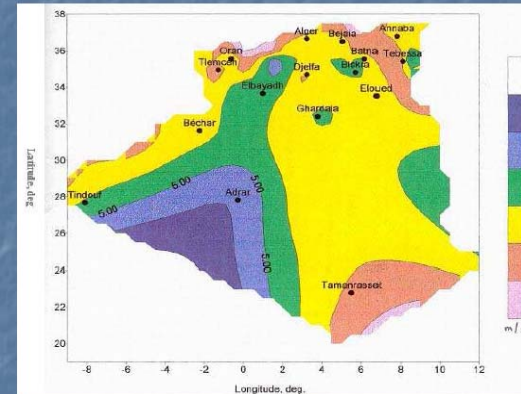 Latitude, deg
38
36
34
32
30
28
26
24
22
20
Alger
Bejaia
Annaba
Oran
Batna
Tebessa
Tlemcen
Djelfa
Biskra
Elbayadh
Eloued
Ghardaia
Béchar
5.00
5.00
5.00
5.00
Tindouf
Adrar
Tamanrasset
-8 -6 -4 -2 0 2 4 6 8 10 12
Longitude, deg.